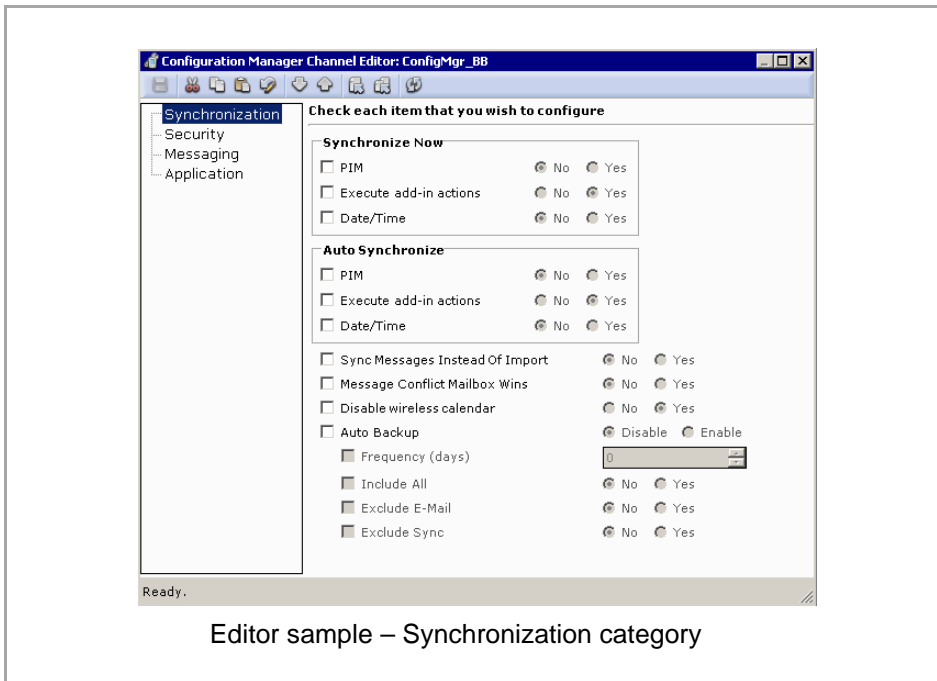 Configuration Manager Channel Editor: ConfigMgr_BB
Synchronization
Security
Messaging
Application
Check each item that you wish to configure
Synchronize Now
PIM No Yes
Execute add-in actions No Yes
Date/Time No Yes
Auto Synchronize
PIM No Yes
Execute add-in actions No Yes
Date/Time No Yes
Sync Messages Instead Of Import No Yes
Message Conflict Mailbox Wins No Yes
Disable wireless calendar No Yes
Auto Backup Disable Enable
Frequency (days) 0
Include All No Yes
Exclude E-Mail No Yes
Exclude Sync No Yes
Ready.
Editor sample – Synchronization category